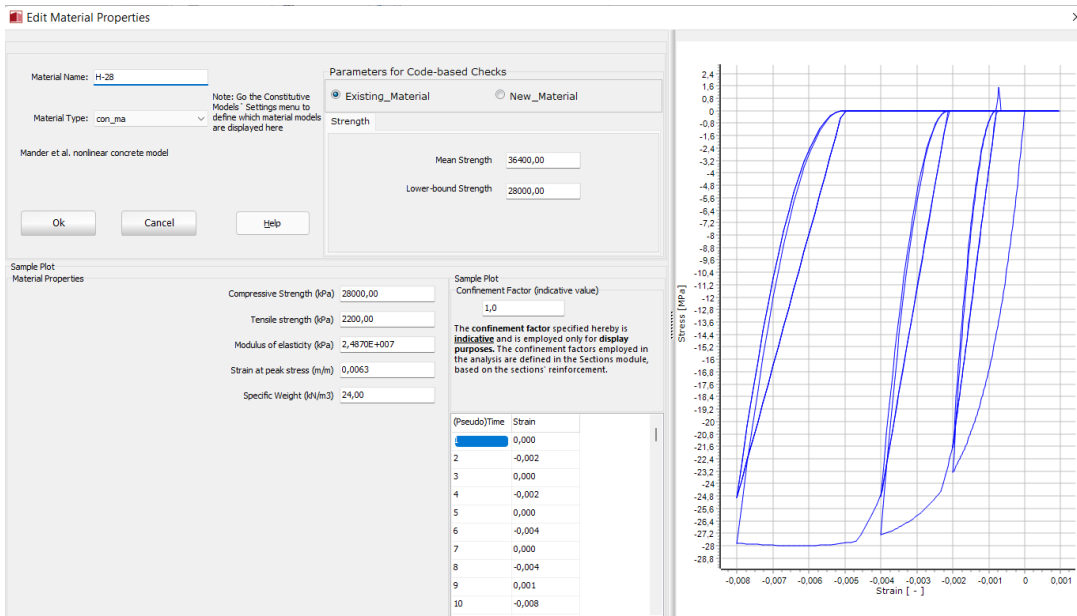 Edit Material Properties
Material Name: H-28
Note: Go the Constitutive
Models´ Settings menu to
define which material models
are displayed here
Material Type: con_ma
Mander et al. nonlinear concrete model
Ok Cancel Help
Parameters for Code-based Checks
Existing_Material New_Material
Strength
Mean Strength 36400,00
Lower-bound Strength 28000,00
Sample Plot
Material Properties
Compressive Strength (kPa) 28000,00
Tensile strength (kPa) 2200,00
Modulus of elasticity (kPa) 2,4870E+007
Strain at peak stress (m/m) 0,0063
Specific Weight (kN/m3) 24,00
Sample Plot
Confinement Factor (indicative value)
1,0
The confinement factor specified hereby is
indicative and is employed only for display
purposes. The confinement factors employed in
the analysis are defined in the Sections module,
based on the sections´ reinforcement.
(Pseudo)Time Strain
0,000
2 -0,002
3 0,000
4 -0,002
5 0,000
6 -0,004
7 0,000
8 -0,004
9 0,001
10 -0,008
Stress [MPa]
2,4
1,6
0,8
0
-0,8
-1,6
-2,4
-3,2
-4
-4,8
-5,6
-6,4
-7,2
-8
-8,8
-9,6
-10,4
-11,2
-12
-12,8
-13,6
-14,4
-15,2
-16
-16,8
-17,6
-18,4
-19,2
-20
-20,8
-21,6
-22,4
-23,2
-24
-24,8
-25,6
-26,4
-27,2
-28
-28,8
-0,008 -0,007 -0,006 -0,005 -0,004 -0,003 -0,002 -0,001 0 0,001
Strain [ - ]